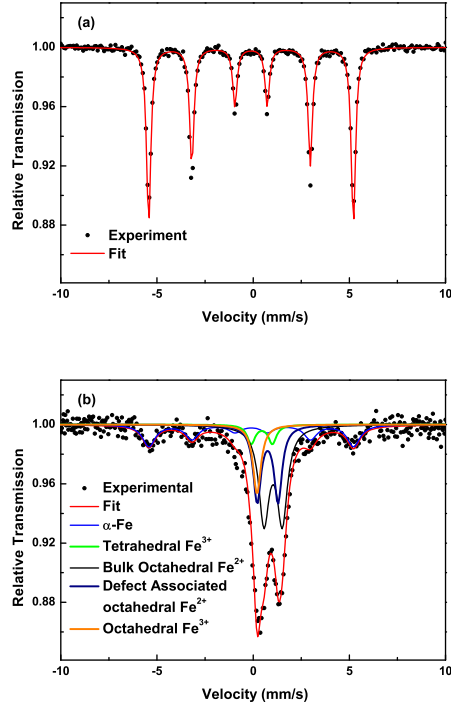 (a)
1.00
0.96
0.92
0.88
Relative Transmission
Experiment
Fit
-10 -5 0 5 10
Velocity (mm/s)
(b)
1.00
0.96
0.92
0.88
Relative Transmission
Experimental
Fit
α-Fe
Tetrahedral Fe³⁺
Bulk Octahedral Fe²⁺
Defect Associated
octahedral Fe²⁺
Octahedral Fe³⁺
-10 -5 0 5 10
Velocity (mm/s)